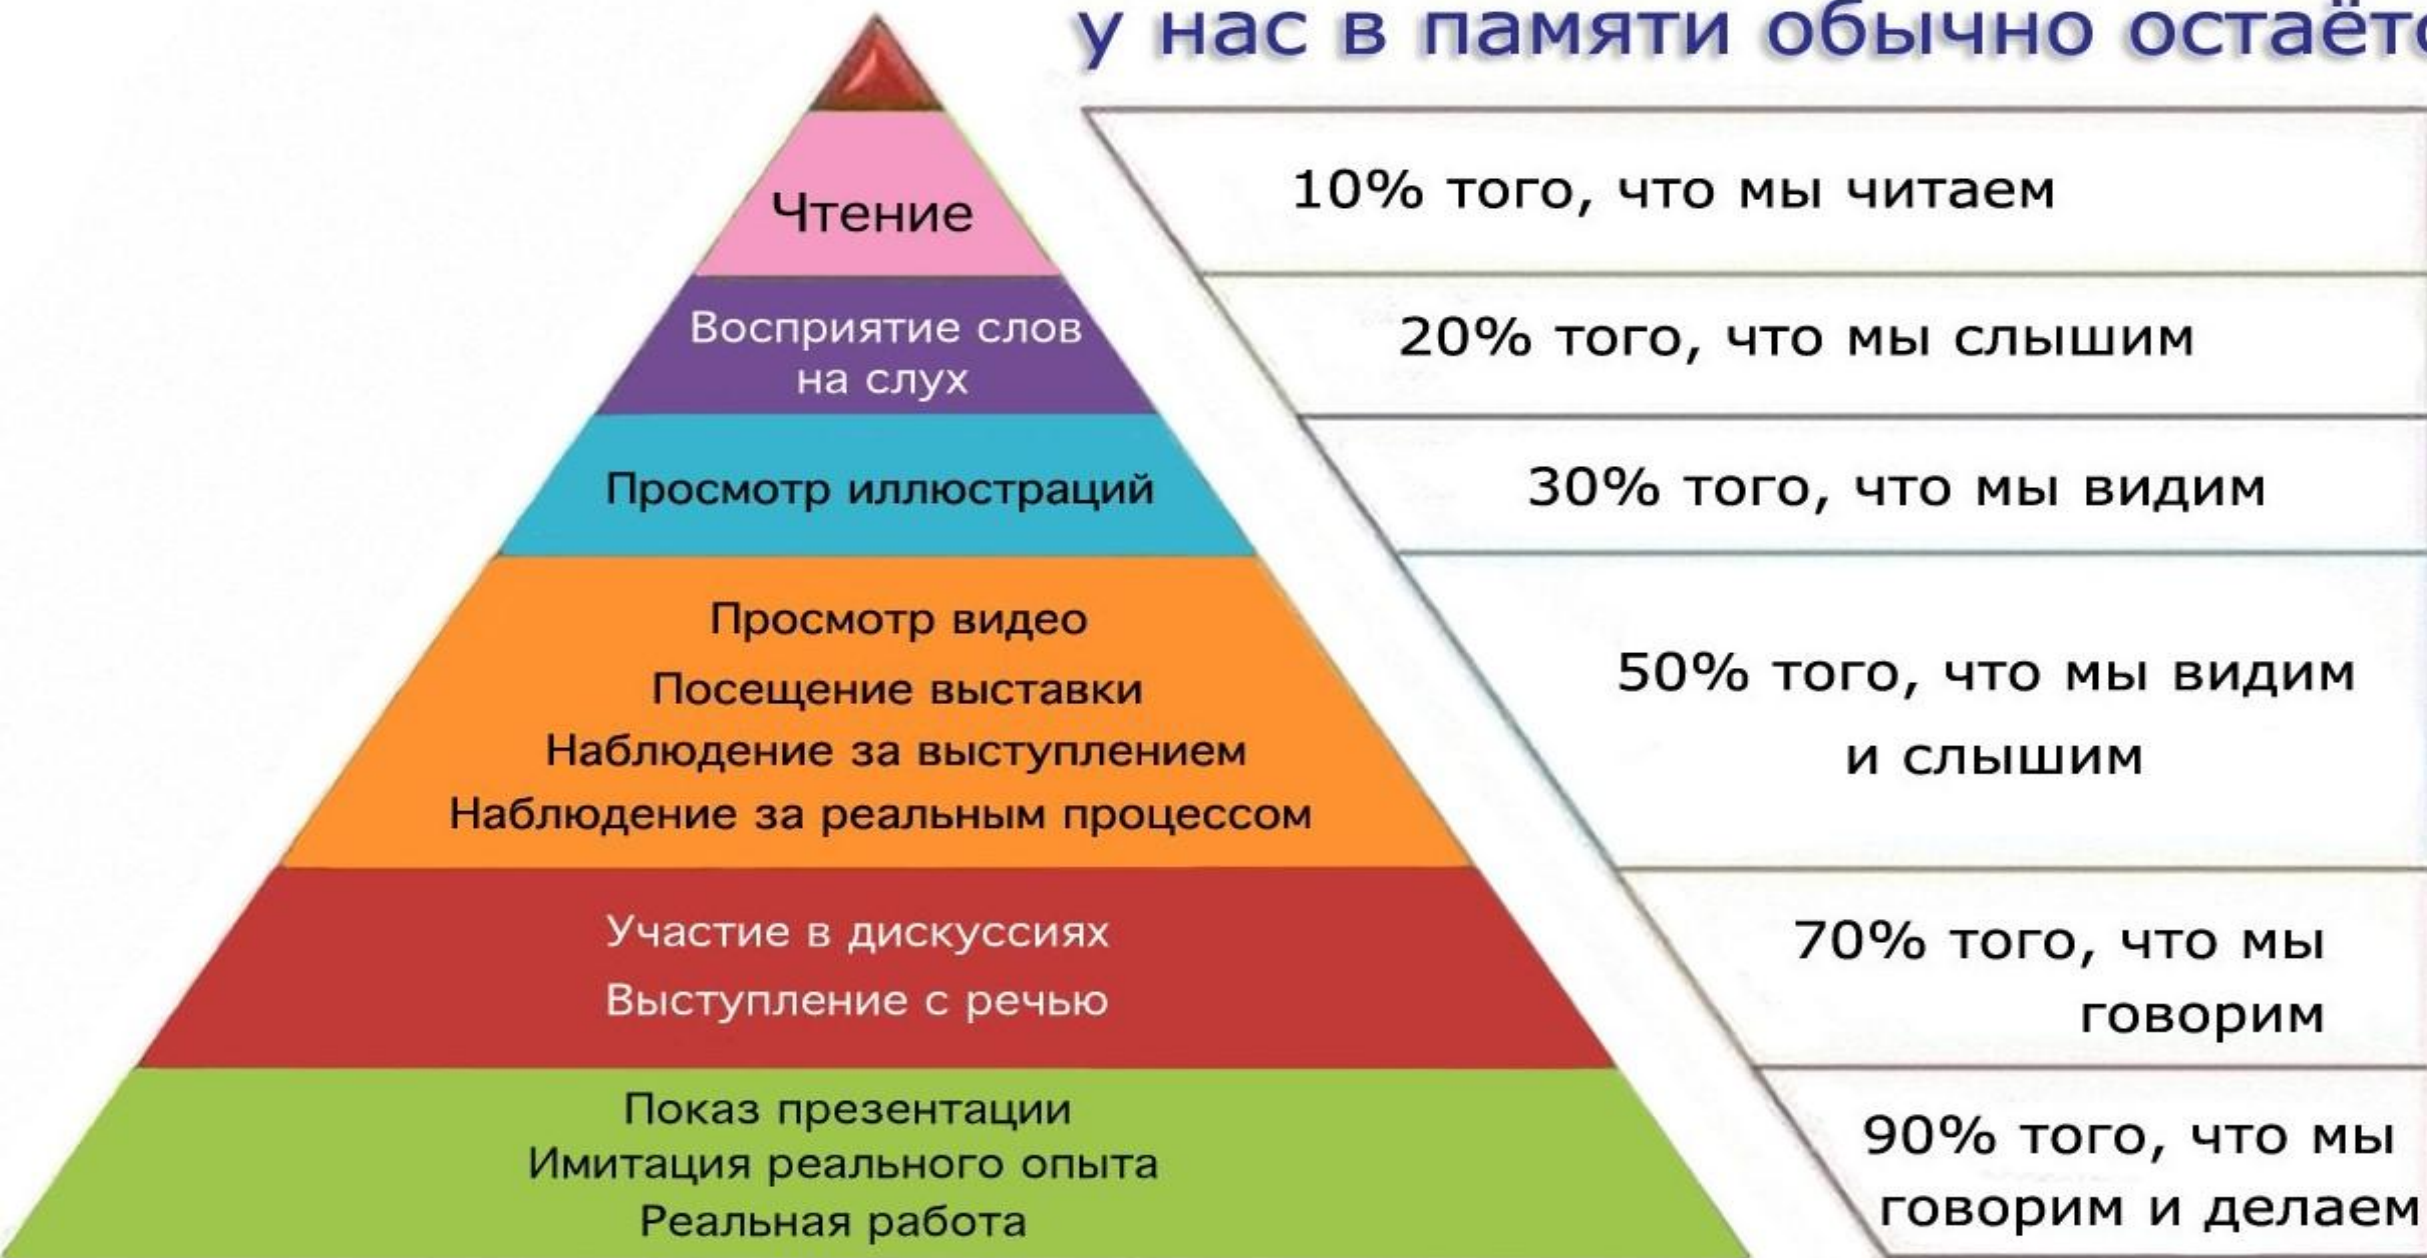 у нас в памяти обычно
Чтение
10% того, что мы читаем
Восприятие слов
на слух
20% того, что мы слышим
Просмотр иллюстраций
30% того, что мы видим
Просмотр видео
Посещение выставки
Наблюдение за выступлением
Наблюдение за реальным процессом
50% того, что мы видим
и слышим
Участие в дискуссиях
Выступление с речью
70% того, что мы
говорим
Показ презентации
Имитация реального опыта
Реальная работа
90% того, что мы
говорим и делаем